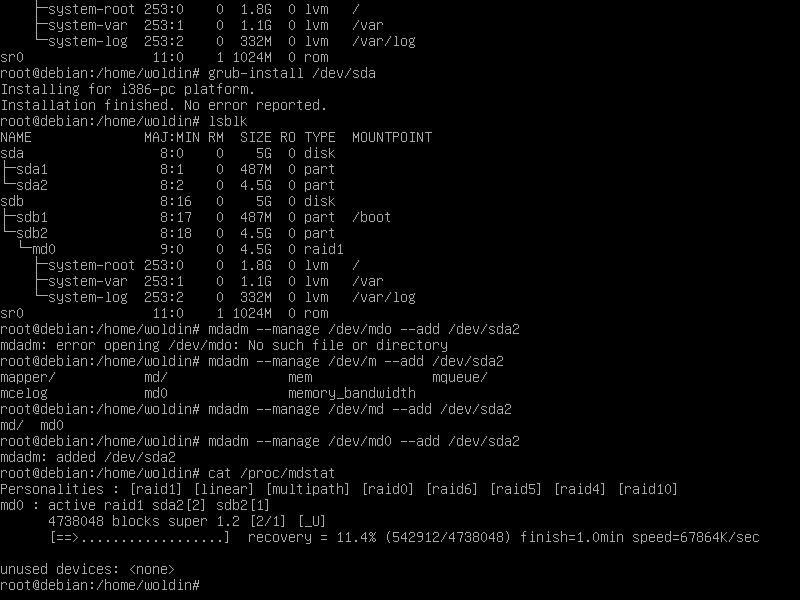 ├─system-root 253:0    0  1.8G  0 lvm   /
├─system-var  253:1    0  1.1G  0 lvm   /var
└─system-log  253:2    0  332M  0 lvm   /var/log
sr0                 11:0    1 1024M  0 rom
root@debian:/home/woldin# grub-install /dev/sda
Installing for i386-pc platform.
Installation finished. No error reported.
root@debian:/home/woldin# lsblk
NAME              MAJ:MIN RM  SIZE RO TYPE  MOUNTPOINT
sda                 8:0    0    5G  0 disk
├─sda1              8:1    0  487M  0 part
└─sda2              8:2    0  4.5G  0 part
sdb                 8:16   0    5G  0 disk
├─sdb1              8:17   0  487M  0 part  /boot
└─sdb2              8:18   0  4.5G  0 part
  └─md0             9:0    0  4.5G  0 raid1
    ├─system-root 253:0    0  1.8G  0 lvm   /
    ├─system-var  253:1    0  1.1G  0 lvm   /var
    └─system-log  253:2    0  332M  0 lvm   /var/log
sr0                11:0    1 1024M  0 rom
root@debian:/home/woldin# mdadm --manage /dev/mdo --add /dev/sda2
mdadm: error opening /dev/mdo: No such file or directory
root@debian:/home/woldin# mdadm --manage /dev/m --add /dev/sda2
mapper/           md/               mem               mqueue/
mcelog            md0               memory_bandwidth
root@debian:/home/woldin# mdadm --manage /dev/md --add /dev/sda2
md/  md0
root@debian:/home/woldin# mdadm --manage /dev/md0 --add /dev/sda2
mdadm: added /dev/sda2
root@debian:/home/woldin# cat /proc/mdstat
Personalities : [raid1] [linear] [multipath] [raid0] [raid6] [raid5] [raid4] [raid10]
md0 : active raid1 sda2[2] sdb2[1]
      4738048 blocks super 1.2 [2/1] [_U]
      [==>..................]  recovery = 11.4% (542912/4738048) finish=1.0min speed=67864K/sec
unused devices: <none>
root@debian:/home/woldin#